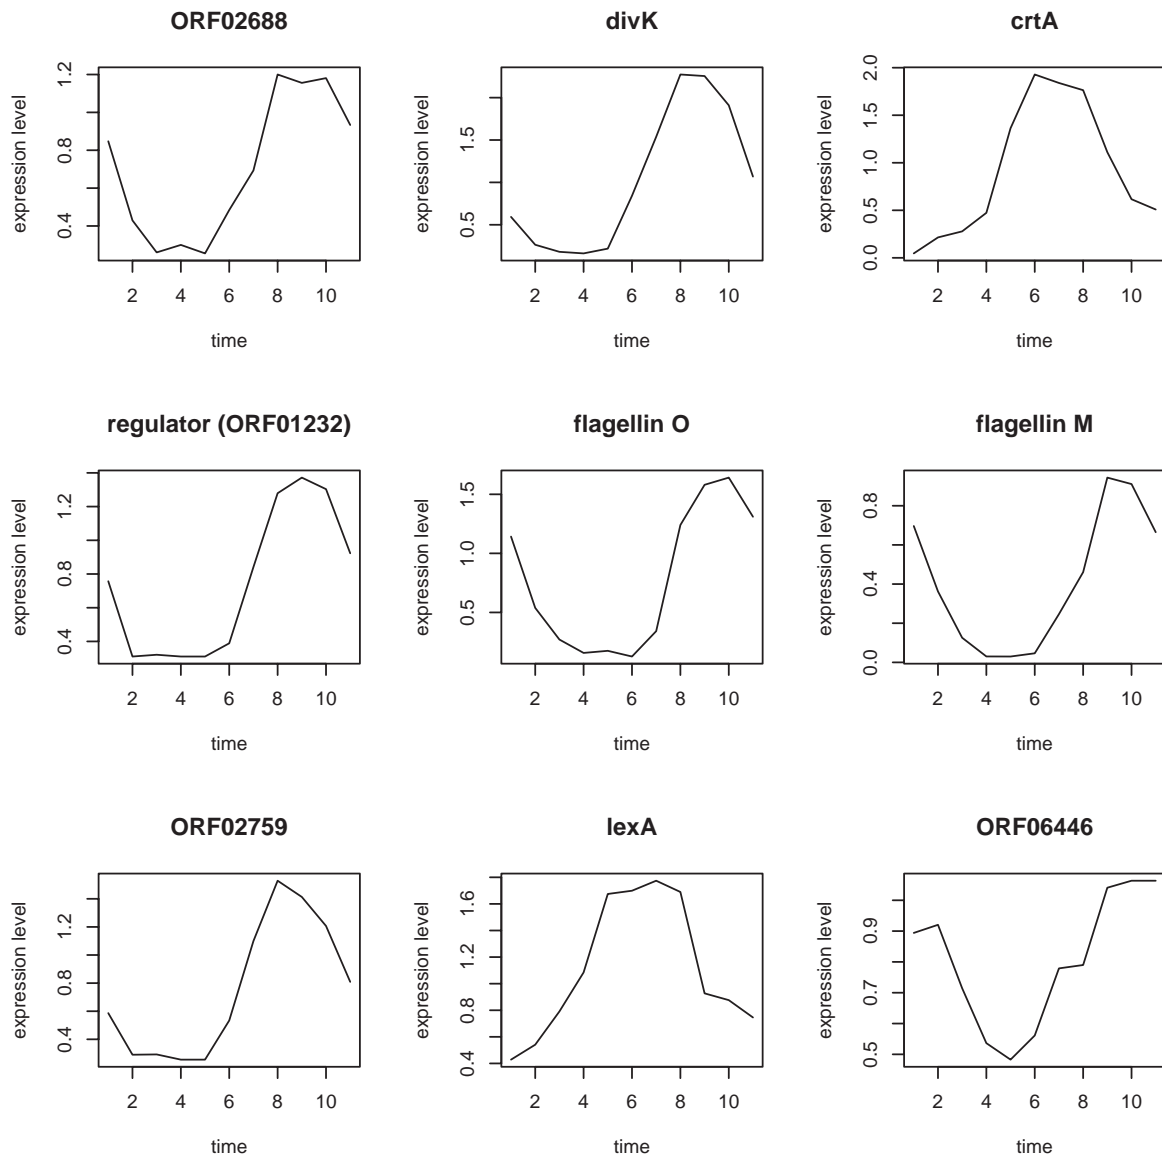 ORF02688
divK
crtA
expression level
0.4 0.8 1.2
2 4 6 8 10
time
expression level
0.5 1.5
2 4 6 8 10
time
expression level
0.0 0.5 1.0 1.5 2.0
2 4 6 8 10
time
regulator (ORF01232)
flagellin O
flagellin M
expression level
0.4 0.8 1.2
2 4 6 8 10
time
expression level
0.5 1.0 1.5
2 4 6 8 10
time
expression level
0.0 0.4 0.8
2 4 6 8 10
time
ORF02759
lexA
ORF06446
expression level
0.4 0.8 1.2
2 4 6 8 10
time
expression level
0.4 0.8 1.2 1.6
2 4 6 8 10
time
expression level
0.5 0.7 0.9
2 4 6 8 10
time